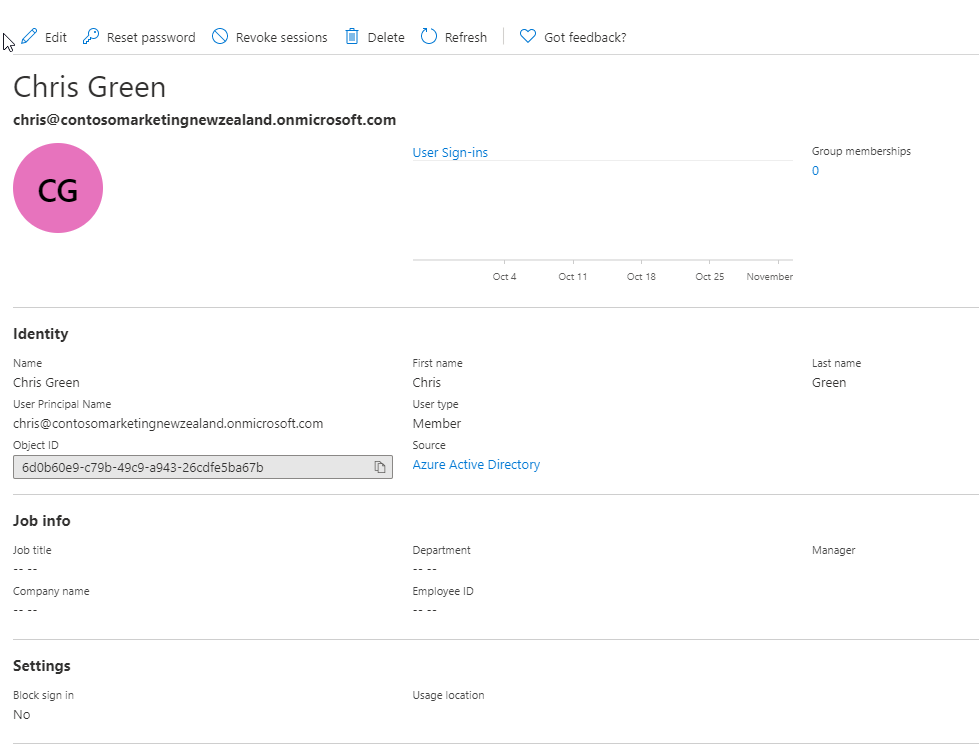 Edit Reset password Revoke sessions Delete Refresh Got feedback?
Chris Green
chris@contosomarketingnewzealand.onmicrosoft.com
CG
User Sign-ins
Oct 4 Oct 11 Oct 18 Oct 25 November
Group memberships
0
Identity
Name
Chris Green
First name
Chris
Last name
Green
User Principal Name
chris@contosomarketingnewzealand.onmicrosoft.com
User type
Member
Object ID
6d0b60e9-c79b-49c9-a943-26cdfe5ba67b
Source
Azure Active Directory
Job info
Job title
-- --
Department
-- --
Manager
Company name
-- --
Employee ID
-- --
Settings
Block sign in
No
Usage location